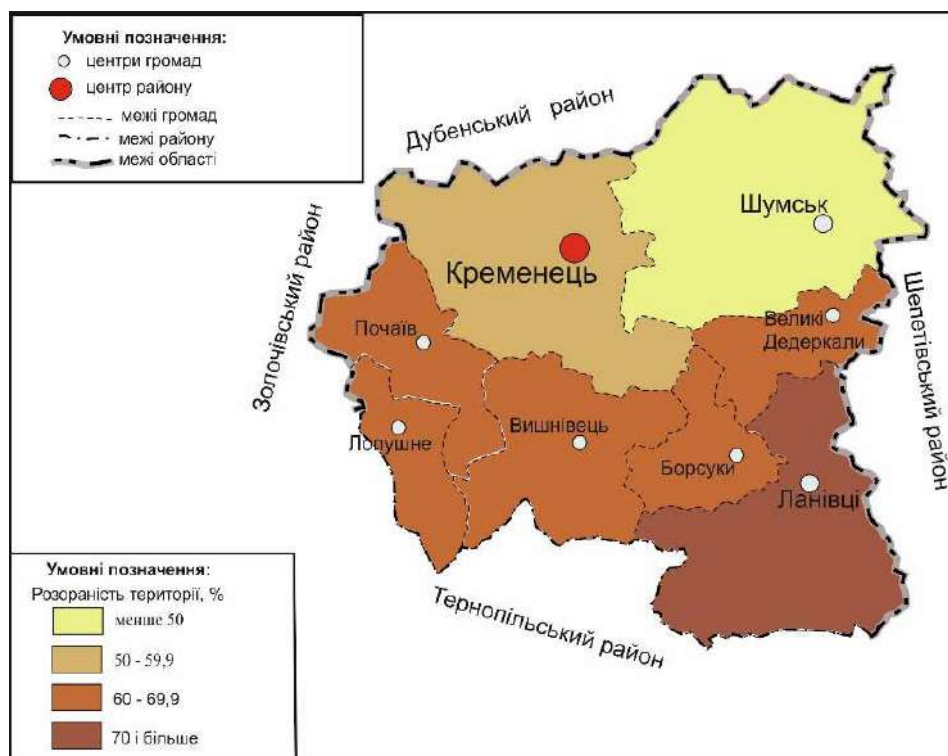 Умовні позначення:
центри громад
центр району
межі громад
межі району
межі області
Дубенський район
Золочівський район
Шепетівський район
Тернопільський район
Шумськ
Кременець
Великі
Дедеркали
Почаїв
Лопушне
Вишнівець
Борсуки
Ланівці
Умовні позначення:
Розораність території, %
менше 50
50 - 59,9
60 - 69,9
70 і більше